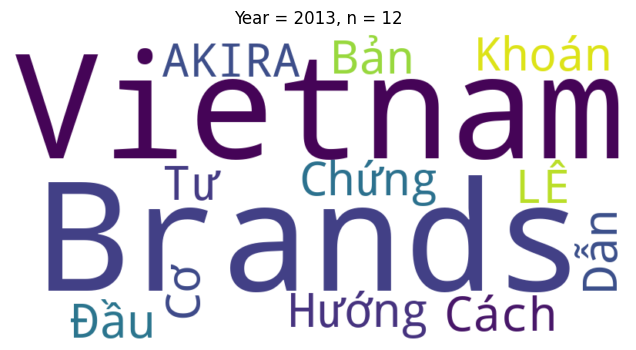 Year = 2013, n = 12
AKIRA Bản Khoán
Vietnam
Tư Chứng LÊ
Brands
Cơ Dẫn
Đầu Hướng Cách